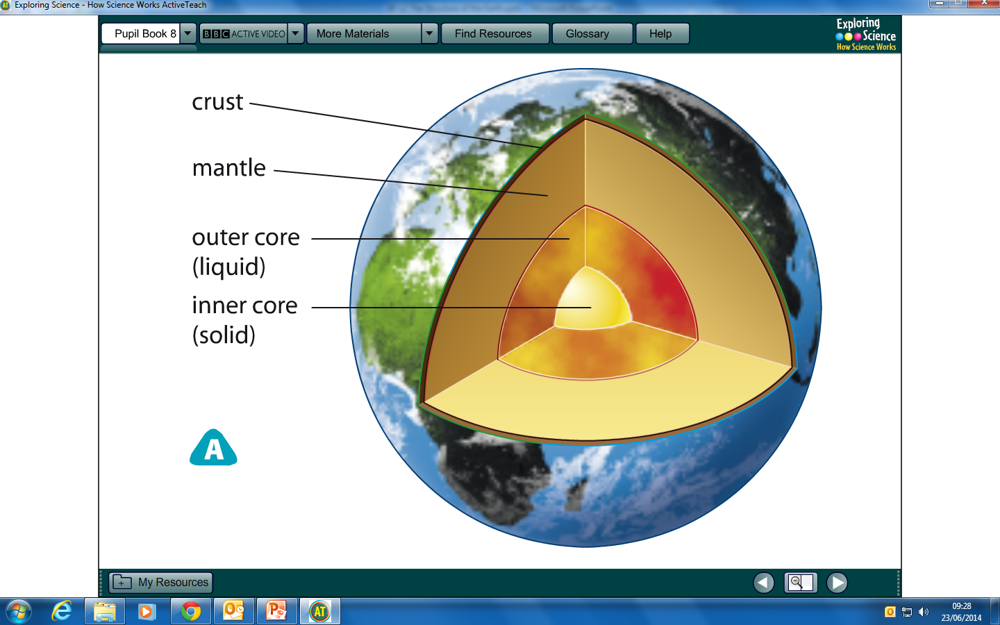 Exploring Science - How Science Works ActiveTeach
Pupil Book 8
BBC ACTIVE VIDEO
More Materials
Find Resources
Glossary
Help
Exploring
Science
How Science Works
crust
mantle
outer core
(liquid)
inner core
(solid)
A
My Resources
AT
09:28
23/06/2014